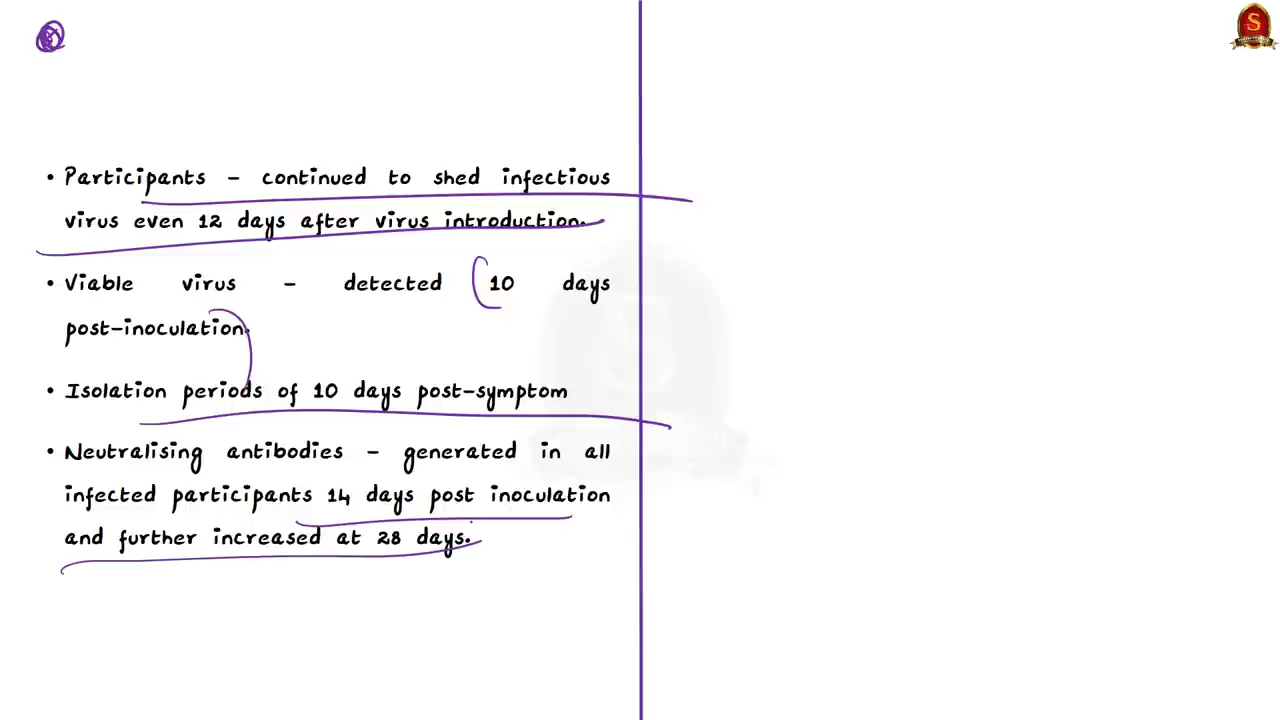 • Participants - continued to shed infectious
virus even 12 days after virus introduction.
• Viable virus - detected 10 days
post-inoculation.
• Isolation periods of 10 days post-symptom
• Neutralising antibodies - generated in all
infected participants 14 days post inoculation
and further increased at 28 days.
S